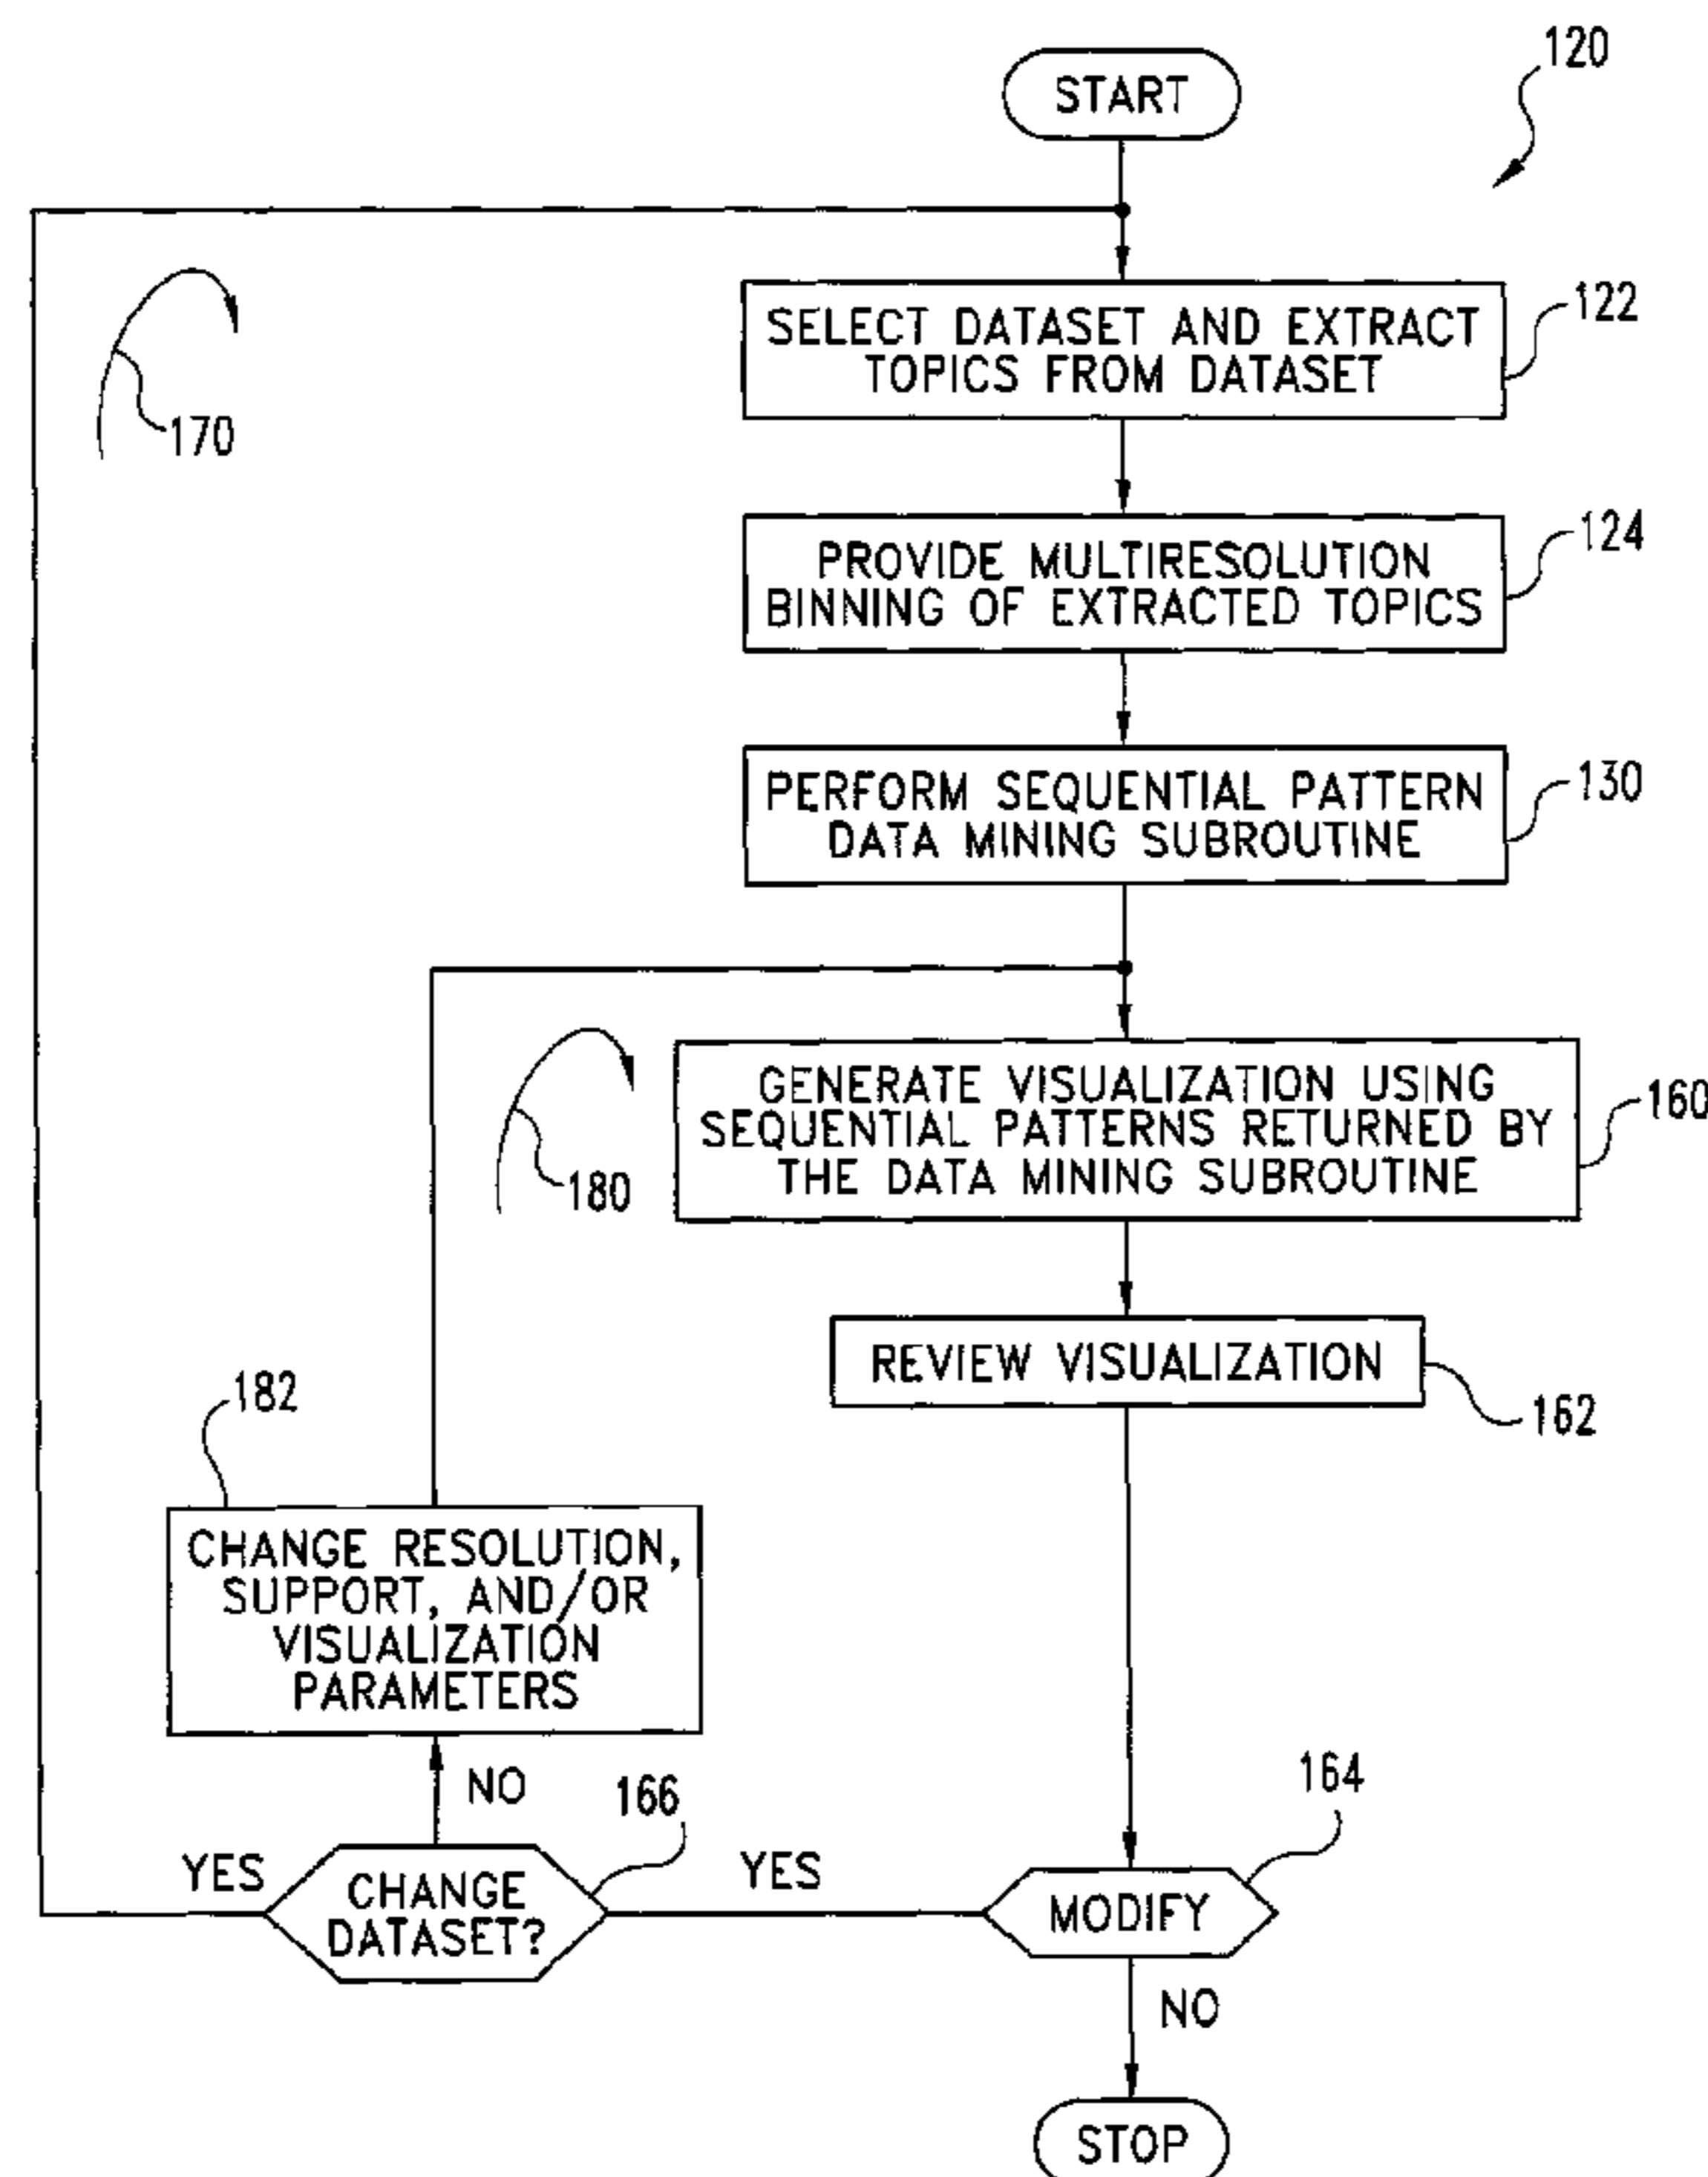 120
START
SELECT DATASET AND EXTRACT
TOPICS FROM DATASET
122
170
PROVIDE MULTIRESOLUTION
BINNING OF EXTRACTED TOPICS
124
PERFORM SEQUENTIAL PATTERN
DATA MINING SUBROUTINE
130
GENERATE VISUALIZATION USING
SEQUENTIAL PATTERNS RETURNED BY
THE DATA MINING SUBROUTINE
160
180
REVIEW VISUALIZATION
162
182
CHANGE RESOLUTION,
SUPPORT, AND/OR
VISUALIZATION
PARAMETERS
NO
166
164
YES
CHANGE
DATASET?
YES
MODIFY
NO
STOP